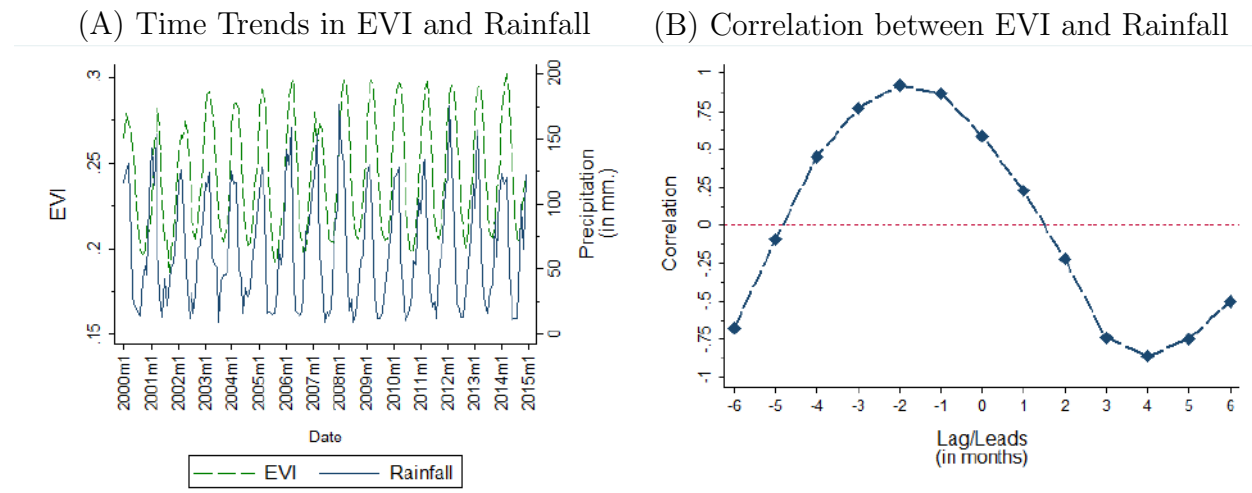 (A) Time Trends in EVI and Rainfall
(B) Correlation between EVI and Rainfall
EVI
.3
.25
.2
.15
200
150
100
50
0
Precipitation
(in mm.)
2000m1
2001m1
2002m1
2003m1
2004m1
2005m1
2006m1
2007m1
2008m1
2009m1
2010m1
2011m1
2012m1
2013m1
2014m1
2015m1
Date
EVI
Rainfall
Correlation
1
.75
.5
.25
0
-.25
-.5
-.75
-1
-6 -5 -4 -3 -2 -1 0 1 2 3 4 5 6
Lag/Leads
(in months)